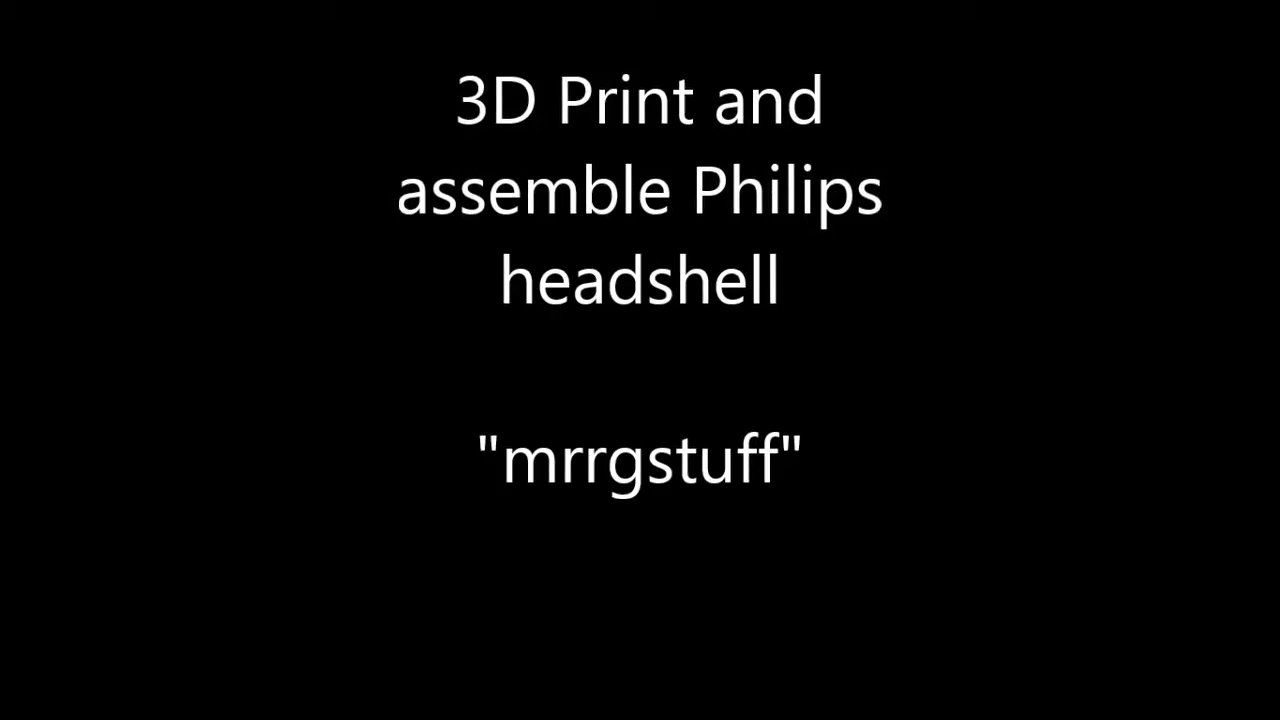 3D Print and
assemble Philips
headshell
"mrrgstuff"